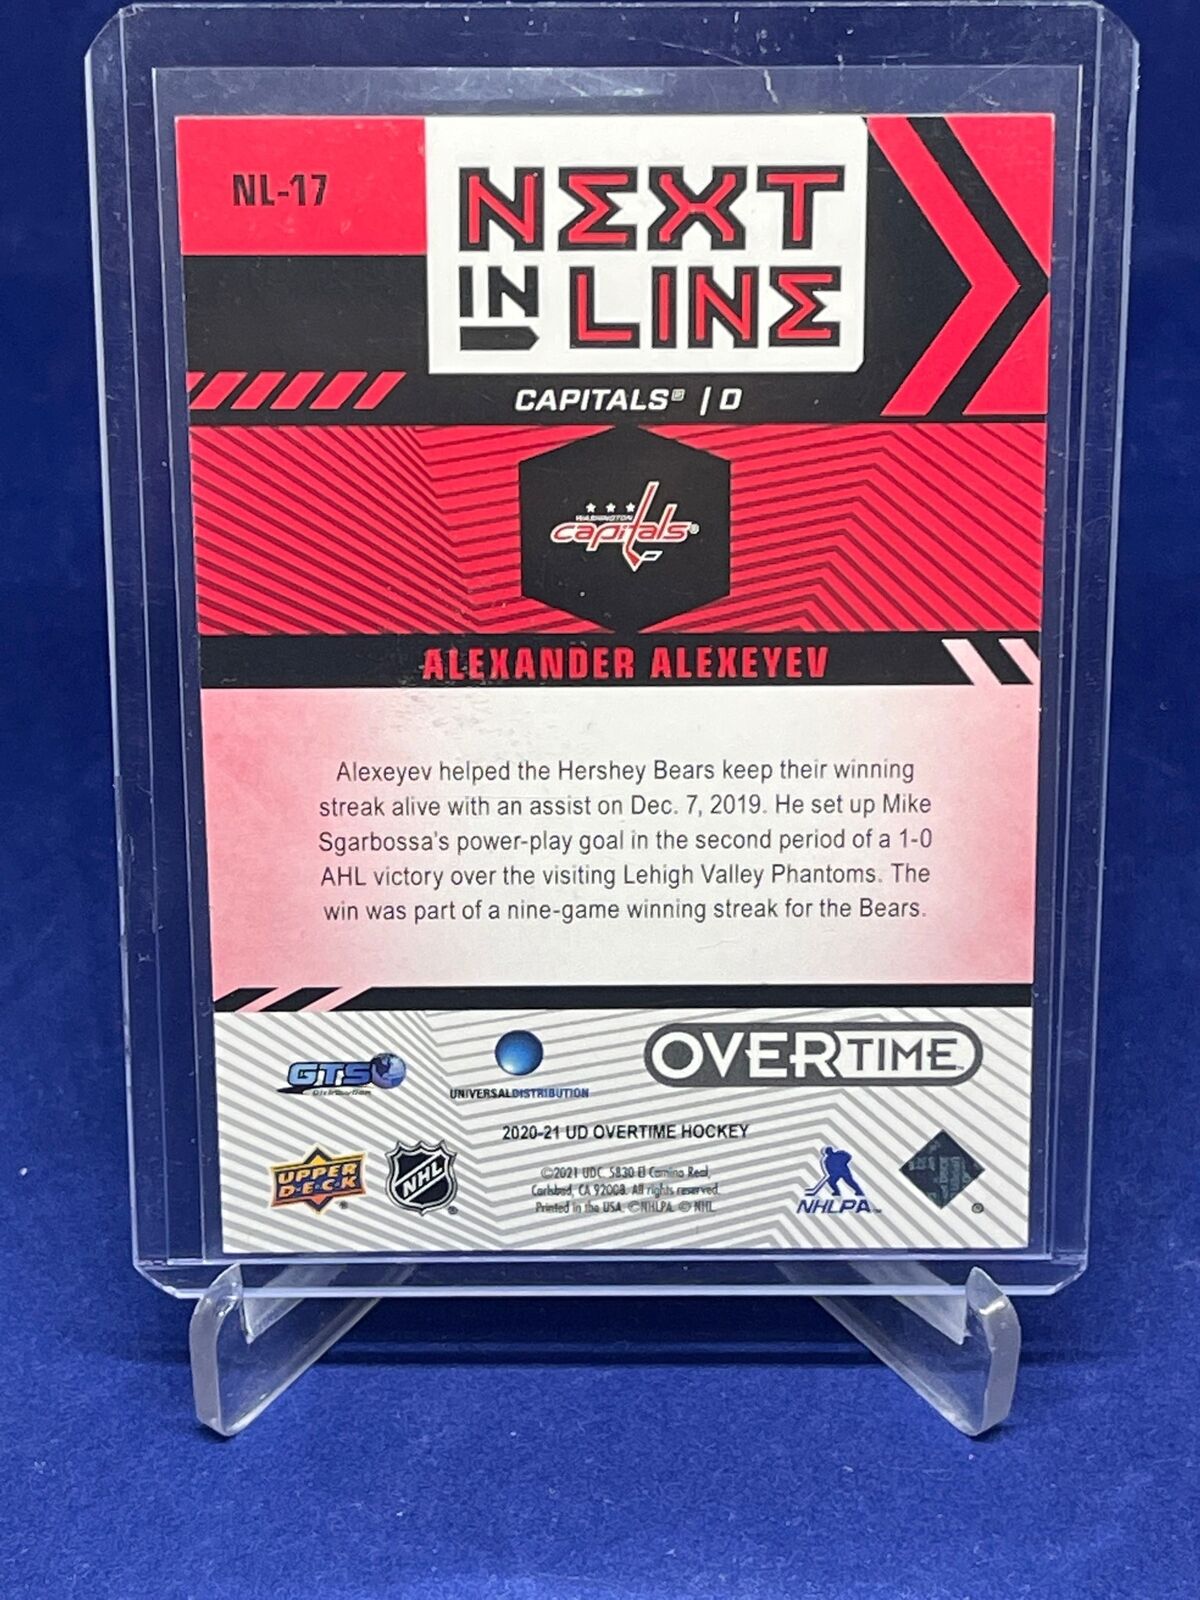 NL-17
NEXT
IN LINE
CAPITALS® | D
WASHINGTON
capitals®
ALEXANDER ALEXEYEV
Alexeyev helped the Hershey Bears keep their winning
streak alive with an assist on Dec. 7, 2019. He set up Mike
Sgarbossa's power-play goal in the second period of a 1-0
AHL victory over the visiting Lehigh Valley Phantoms. The
win was part of a nine-game winning streak for the Bears.
GTS
Distribution
UNIVERSALDISTRIBUTION
OVERTIME™
2020-21 UD OVERTIME HOCKEY
UPPER
D·E·C·K®
NHL®
©2021 UDC. 5830 El Camino Real,
Carlsbad, CA 92008. All rights reserved.
Printed in the USA. ©NHLPA. © NHL.
NHLPA™
®